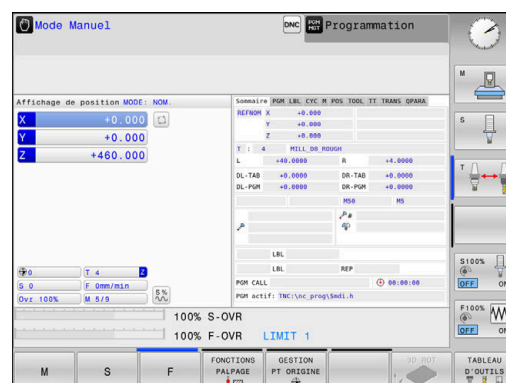 Mode Manuel
DNC
PGM MGT
Programmation
Affichage de position MODE: NOM.
X +0.000
Y +0.000
Z +460.000
0 T 4 Z
S 0 F 0mm/min
Ovr 100% M 5/9
S %
Sommaire PGM LBL CYC M POS TOOL TT TRANS QPARA
REFNOM X +0.000
Y +0.000
Z +0.000
T : 4 MILL_D8_ROUGH
L +40.0000 R +4.0000
DL-TAB +0.0000 DR-TAB +0.0000
DL-PGM +0.0000 DR-PGM +0.0000
M50 M5
P
LBL
LBL REP
PGM CALL 00:00:00
PGM actif: TNC:\nc_prog\$mdi.h
100% S-OVR
100% F-OVR LIMIT 1
M
S
T
S100%
OFF ON
F100%
OFF ON
M
S
F
FONCTIONS PALPAGE
GESTION PT ORIGINE
3D ROT
TABLEAU D'OUTILS